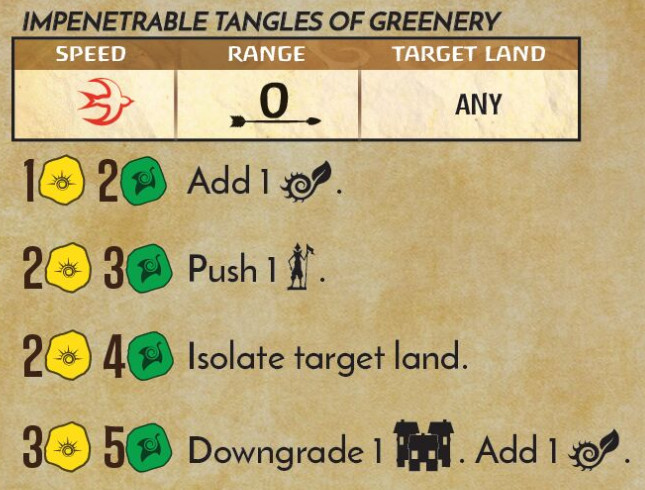 IMPENETRABLE TANGLES OF GREENERY
SPEED RANGE TARGET LAND
0 ANY
1 2 Add 1 .
2 3 Push 1 .
2 4 Isolate target land.
3 5 Downgrade 1 . Add 1 .